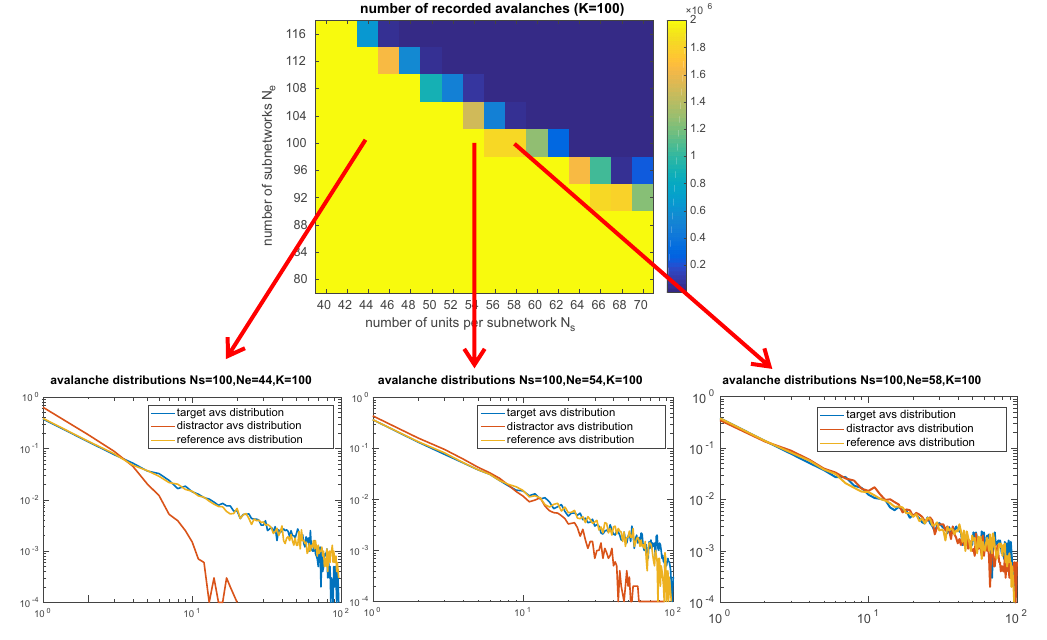 number of recorded avalanches (K=100)
×10 6
116
112
108
104
100
96
92
88
84
80
number of subnetworks Ne
40 42 44 46 48 50 52 54 56 58 60 62 64 66 68 70
number of units per subnetwork Ns
2
1.8
1.6
1.4
1.2
1
0.8
0.6
0.4
0.2
avalanche distributions Ns=100,Ne=44,K=100
target avs distribution
distractor avs distribution
reference avs distribution
10 0
10 -1
10 -2
10 -3
10 -4
10 0 10 1 10 2
avalanche distributions Ns=100,Ne=54,K=100
target avs distribution
distractor avs distribution
reference avs distribution
10 0
10 -1
10 -2
10 -3
10 -4
10 0 10 1 10 2
avalanche distributions Ns=100,Ne=58,K=100
target avs distribution
distractor avs distribution
reference avs distribution
10 0
10 -1
10 -2
10 -3
10 -4
10 0 10 1 10 2